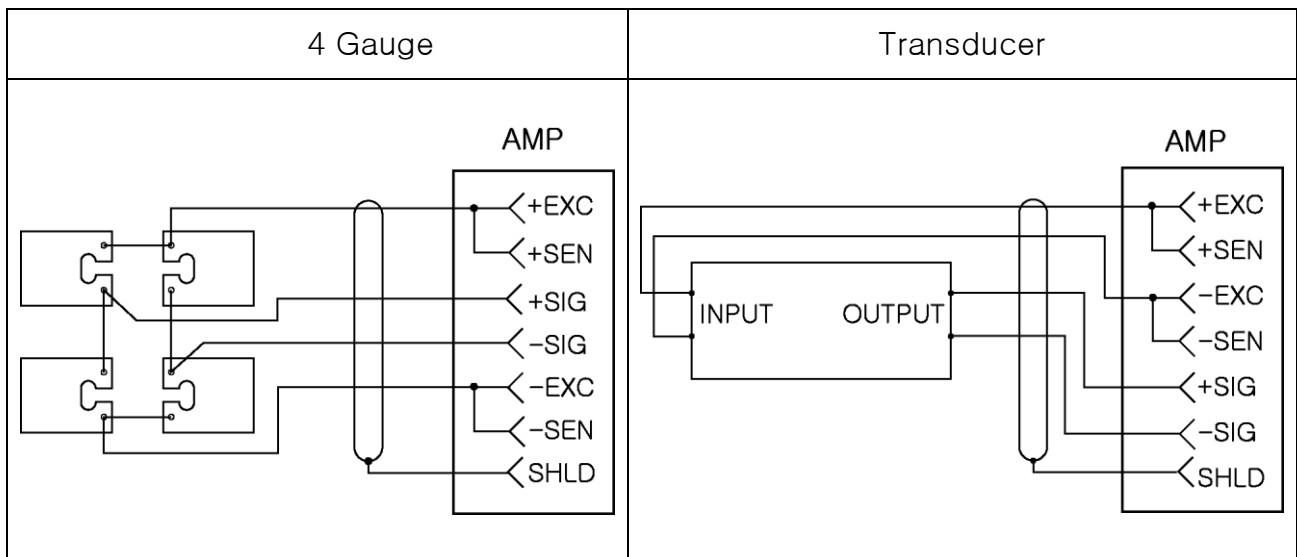 4 Gauge
Transducer
AMP
+EXC
+SEN
+SIG
-SIG
-EXC
-SEN
SHLD
AMP
+EXC
+SEN
-EXC
-SEN
+SIG
-SIG
SHLD
INPUT OUTPUT